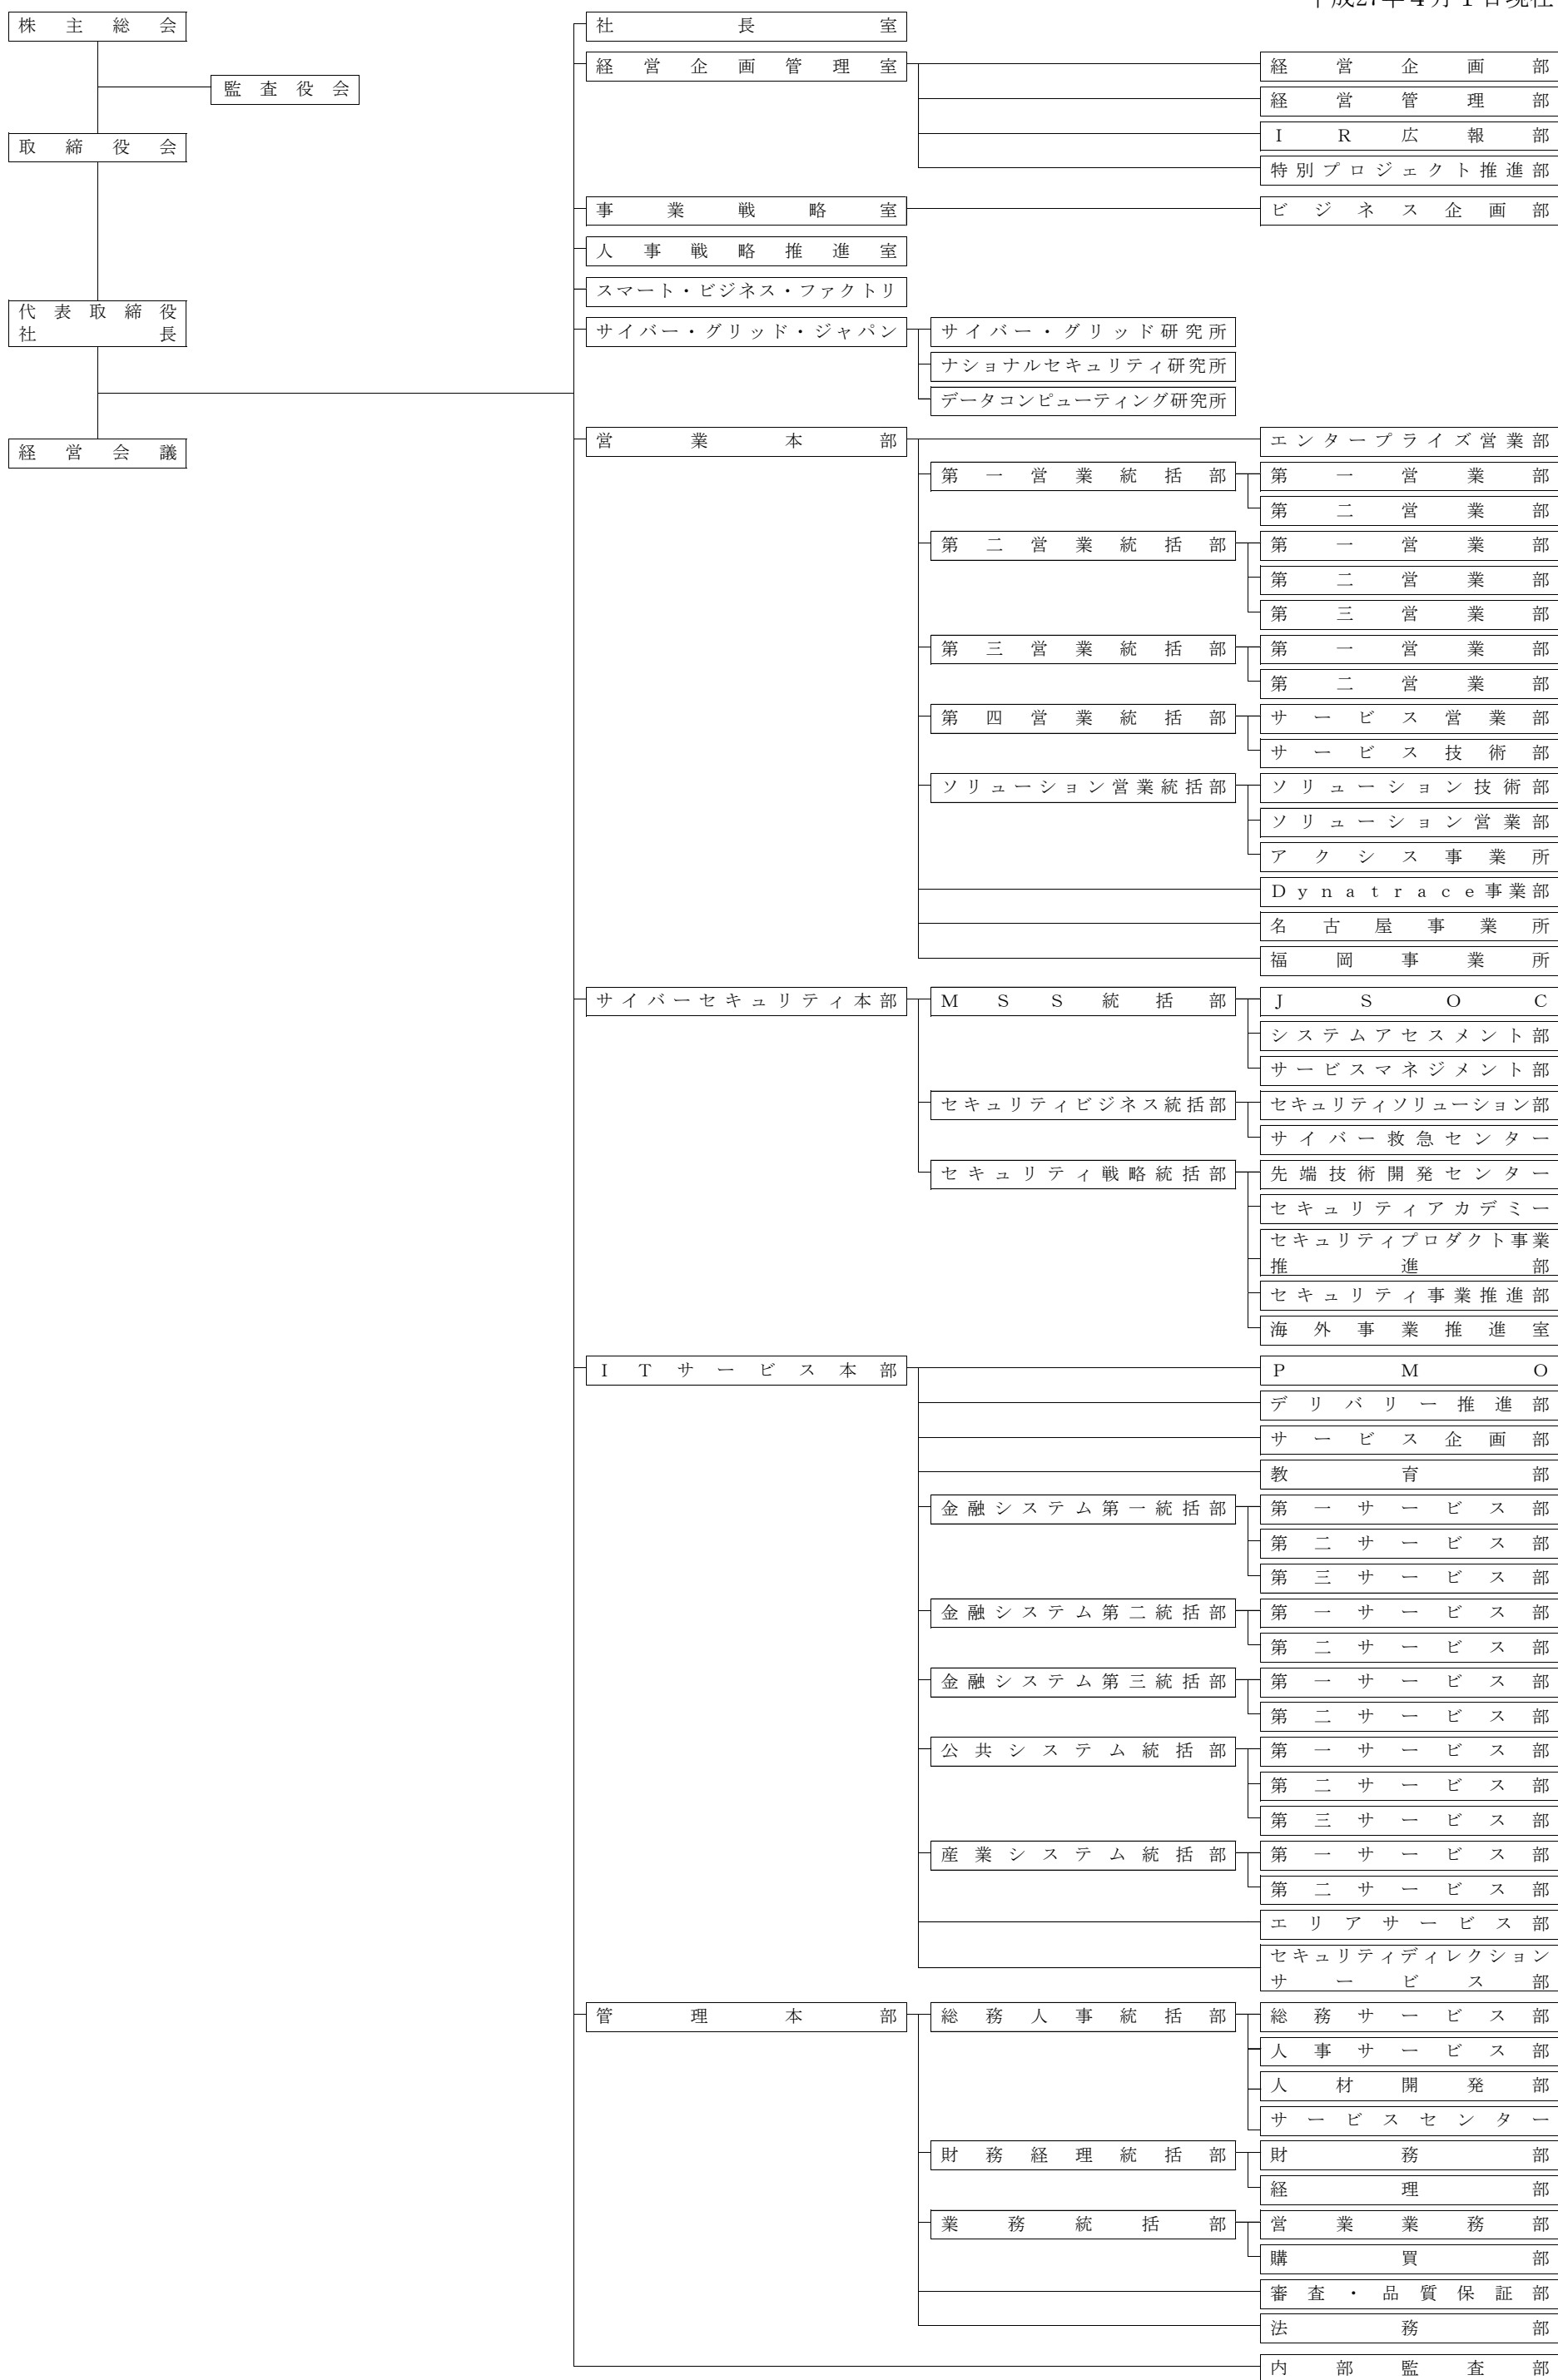 平成27年４月１日現在
株主総会
監査役会
取締役会
代表取締役
社長
経営会議
社長室
経営企画管理室
経営企画部
経営管理部
ＩＲ広報部
特別プロジェクト推進部
事業戦略室
ビジネス企画部
人事戦略推進室
スマート・ビジネス・ファクトリ
サイバー・グリッド・ジャパン
サイバー・グリッド研究所
ナショナルセキュリティ研究所
データコンピューティング研究所
営業本部
エンタープライズ営業部
第一営業統括部
第一営業部
第二営業部
第二営業統括部
第一営業部
第二営業部
第三営業部
第三営業統括部
第一営業部
第二営業部
第四営業統括部
サービス営業部
サービス技術部
ソリューション営業統括部
ソリューション技術部
ソリューション営業部
アクシス事業所
Ｄｙｎａｔｒａｃｅ事業部
名古屋事業所
福岡事業所
サイバーセキュリティ本部
ＭＳＳ統括部
ＪＳＯＣ
システムアセスメント部
サービスマネジメント部
セキュリティビジネス統括部
セキュリティソリューション部
サイバー救急センター
セキュリティ戦略統括部
先端技術開発センター
セキュリティアカデミー
セキュリティプロダクト事業
推進部
セキュリティ事業推進部
海外事業推進室
ＩＴサービス本部
ＰＭＯ
デリバリー推進部
サービス企画部
教育部
金融システム第一統括部
第一サービス部
第二サービス部
第三サービス部
金融システム第二統括部
第一サービス部
第二サービス部
金融システム第三統括部
第一サービス部
第二サービス部
公共システム統括部
第一サービス部
第二サービス部
第三サービス部
産業システム統括部
第一サービス部
第二サービス部
エリアサービス部
セキュリティディレクション
サービス部
管理本部
総務人事統括部
総務サービス部
人事サービス部
人材開発部
サービスセンター
財務経理統括部
財務部
経理部
業務統括部
営業業務部
購買部
審査・品質保証部
法務部
内部監査部